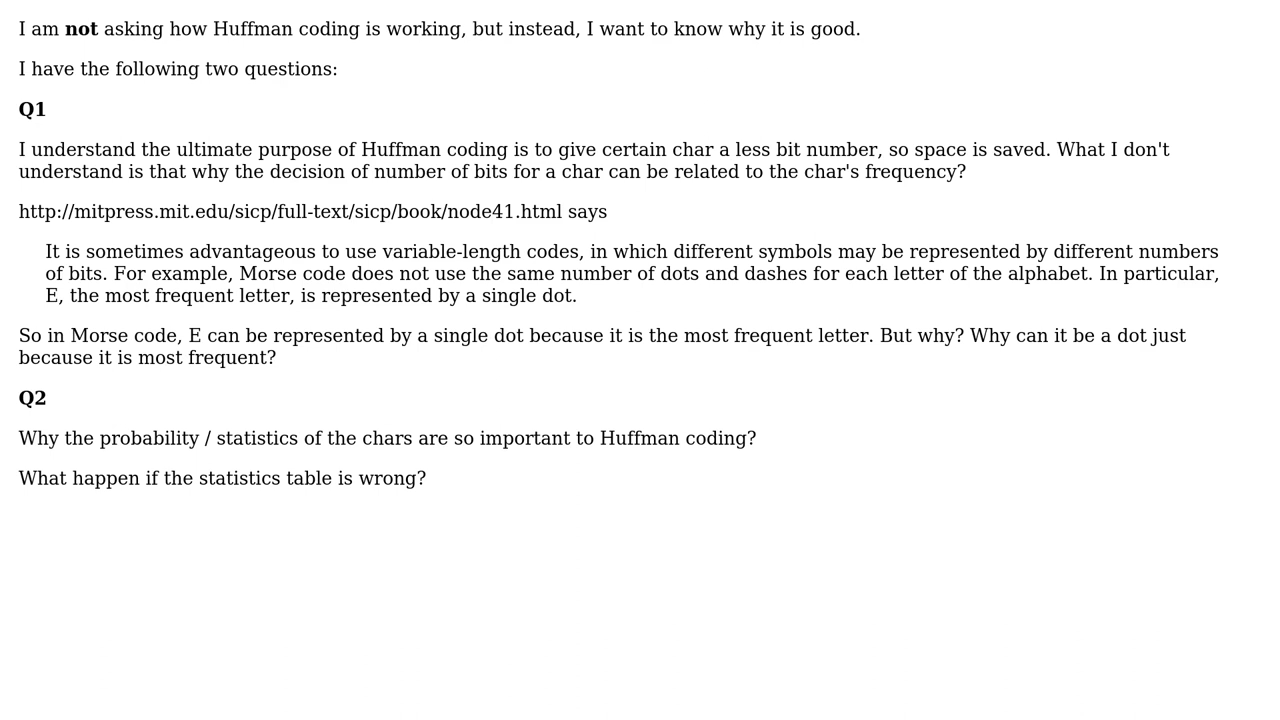 I am not asking how Huffman coding is working, but instead, I want to know why it is good.
I have the following two questions:
Q1
I understand the ultimate purpose of Huffman coding is to give certain char a less bit number, so space is saved. What I don't
understand is that why the decision of number of bits for a char can be related to the char's frequency?
http://mitpress.mit.edu/sicp/full-text/sicp/book/node41.html says
It is sometimes advantageous to use variable-length codes, in which different symbols may be represented by different numbers
of bits. For example, Morse code does not use the same number of dots and dashes for each letter of the alphabet. In particular,
E, the most frequent letter, is represented by a single dot.
So in Morse code, E can be represented by a single dot because it is the most frequent letter. But why? Why can it be a dot just
because it is most frequent?
Q2
Why the probability / statistics of the chars are so important to Huffman coding?
What happen if the statistics table is wrong?